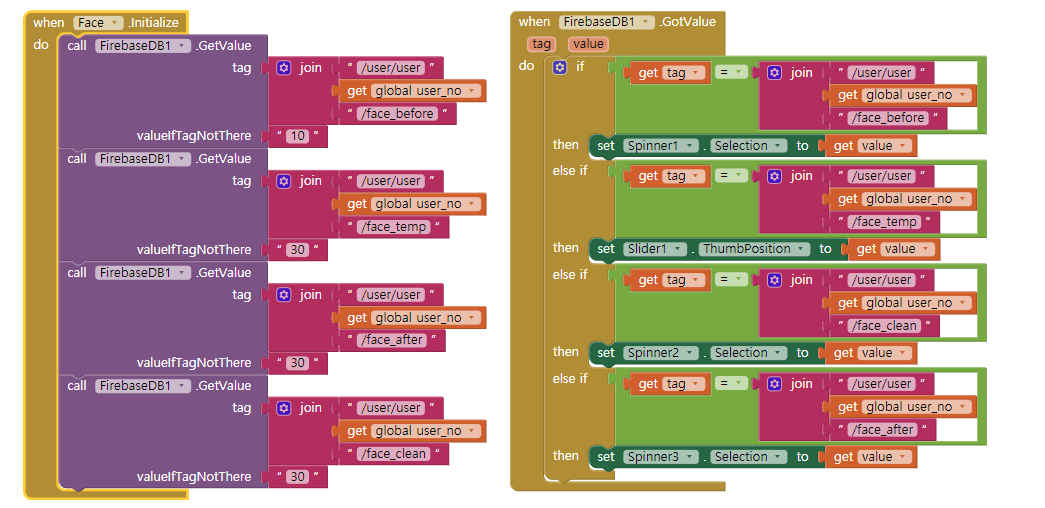 when Face .Initialize
do call FirebaseDB1 .GetValue
tag join " /user/user "
get global user_no
" /face_before "
valueIfTagNotThere " 10 "
call FirebaseDB1 .GetValue
tag join " /user/user "
get global user_no
" /face_temp "
valueIfTagNotThere " 30 "
call FirebaseDB1 .GetValue
tag join " /user/user "
get global user_no
" /face_after "
valueIfTagNotThere " 30 "
call FirebaseDB1 .GetValue
tag join " /user/user "
get global user_no
" /face_clean "
valueIfTagNotThere " 30 "
when FirebaseDB1 .GotValue
tag value
do if get tag = join " /user/user "
get global user_no
" /face_before "
then set Spinner1 . Selection to get value
else if get tag = join " /user/user "
get global user_no
" /face_temp "
then set Slider1 . ThumbPosition to get value
else if get tag = join " /user/user "
get global user_no
" /face_clean "
then set Spinner2 . Selection to get value
else if get tag = join " /user/user "
get global user_no
" /face_after "
then set Spinner3 . Selection to get value